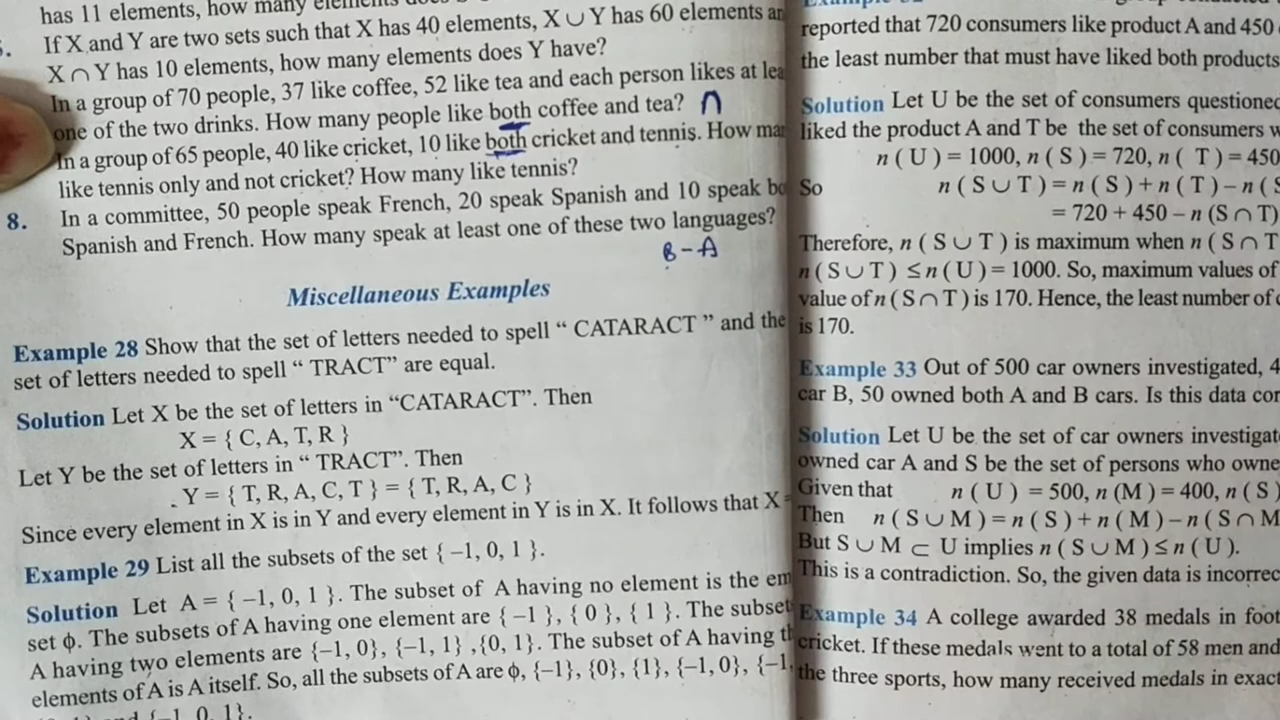 has 11 elements, how many elements does
If X and Y are two sets such that X has 40 elements, X ∪ Y has 60 elements an
X ∩ Y has 10 elements, how many elements does Y have?
In a group of 70 people, 37 like coffee, 52 like tea and each person likes at lea
one of the two drinks. How many people like both coffee and tea? ∩
In a group of 65 people, 40 like cricket, 10 like both cricket and tennis. How man
like tennis only and not cricket? How many like tennis?
8. In a committee, 50 people speak French, 20 speak Spanish and 10 speak bo
Spanish and French. How many speak at least one of these two languages?
B – A
Miscellaneous Examples
Example 28 Show that the set of letters needed to spell “ CATARACT ” and the
set of letters needed to spell “ TRACT” are equal.
Solution Let X be the set of letters in “CATARACT”. Then
X = { C, A, T, R }
Let Y be the set of letters in “ TRACT”. Then
Y = { T, R, A, C, T } = { T, R, A, C }
Since every element in X is in Y and every element in Y is in X. It follows that X =
Example 29 List all the subsets of the set { –1, 0, 1 }.
Solution Let A = { –1, 0, 1 }. The subset of A having no element is the em
set ϕ. The subsets of A having one element are { –1 }, { 0 }, { 1 }. The subset
A having two elements are {–1, 0}, {–1, 1} ,{0, 1}. The subset of A having th
elements of A is A itself. So, all the subsets of A are ϕ, {–1}, {0}, {1}, {–1, 0}, {–1,
and {–1, 0, 1}.
reported that 720 consumers like product A and 450
the least number that must have liked both products
Solution Let U be the set of consumers questioned
liked the product A and T be the set of consumers w
n ( U ) = 1000, n ( S ) = 720, n ( T ) = 450
So n ( S ∪ T ) = n ( S ) + n ( T ) – n ( S
= 720 + 450 – n (S ∩ T)
Therefore, n ( S ∪ T ) is maximum when n ( S ∩ T
n ( S ∪ T ) ≤ n ( U ) = 1000. So, maximum values of
value of n ( S ∩ T ) is 170. Hence, the least number of
is 170.
Example 33 Out of 500 car owners investigated, 4
car B, 50 owned both A and B cars. Is this data cor
Solution Let U be the set of car owners investigat
owned car A and S be the set of persons who owne
Given that n ( U ) = 500, n (M ) = 400, n ( S )
Then n ( S ∪ M ) = n ( S ) + n ( M ) – n ( S ∩ M
But S ∪ M ⊂ U implies n ( S ∪ M ) ≤ n ( U ).
This is a contradiction. So, the given data is incorrec
Example 34 A college awarded 38 medals in foot
cricket. If these medals went to a total of 58 men and
the three sports, how many received medals in exact